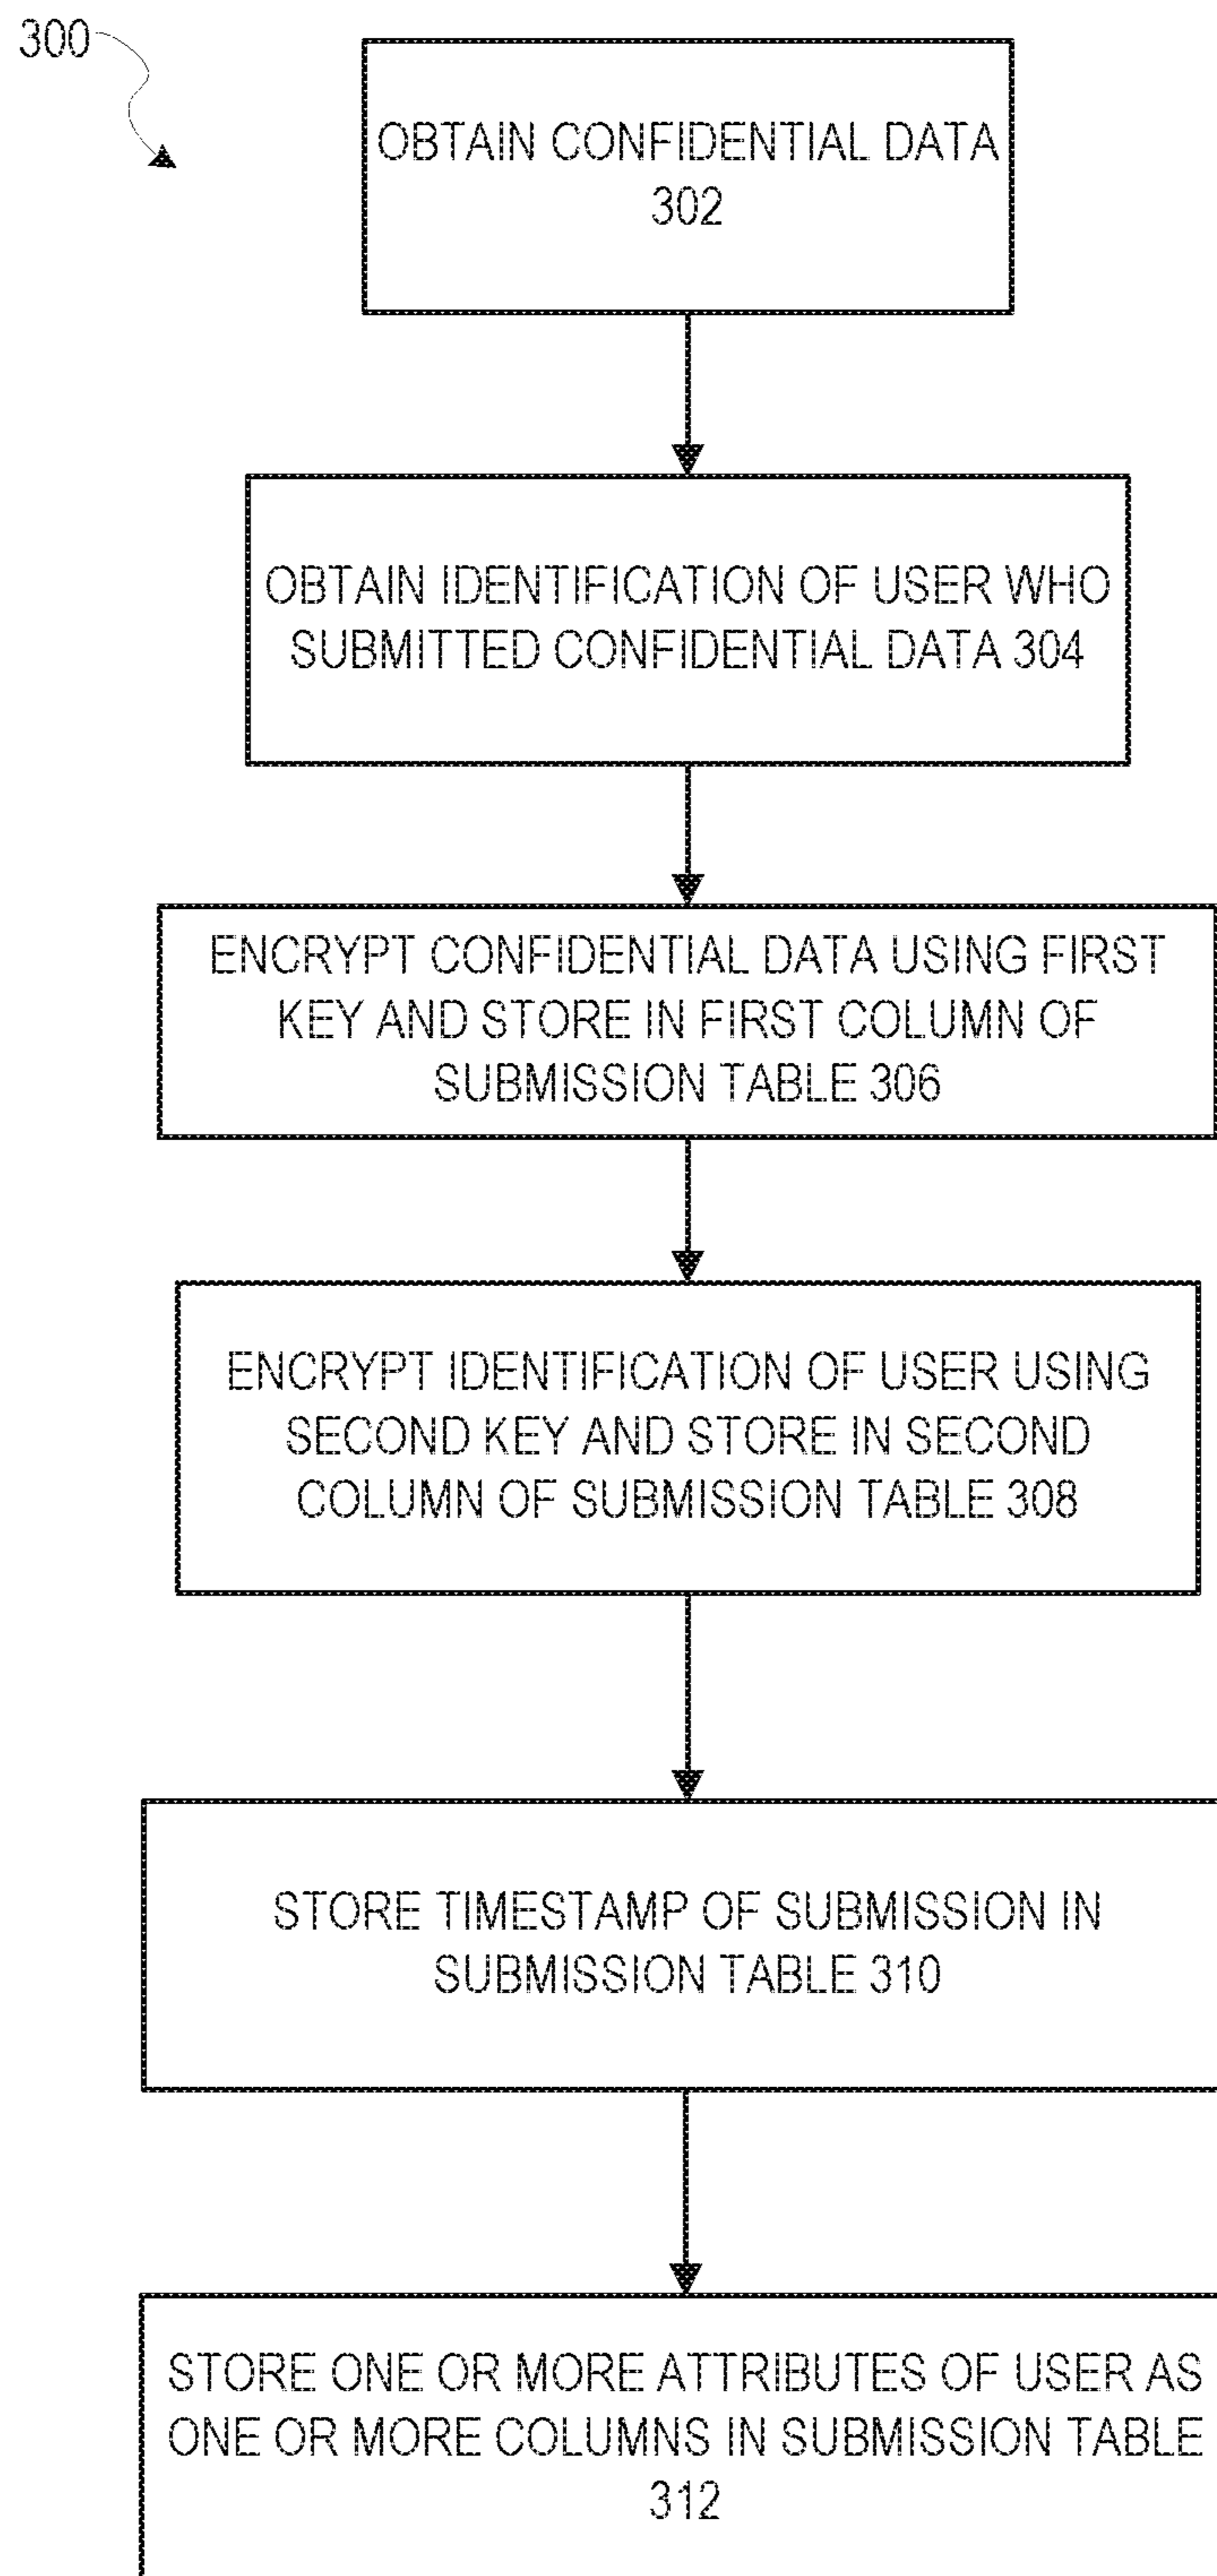 300
OBTAIN CONFIDENTIAL DATA
302
OBTAIN IDENTIFICATION OF USER WHO
SUBMITTED CONFIDENTIAL DATA 304
ENCRYPT CONFIDENTIAL DATA USING FIRST
KEY AND STORE IN FIRST COLUMN OF
SUBMISSION TABLE 306
ENCRYPT IDENTIFICATION OF USER USING
SECOND KEY AND STORE IN SECOND
COLUMN OF SUBMISSION TABLE 308
STORE TIMESTAMP OF SUBMISSION IN
SUBMISSION TABLE 310
STORE ONE OR MORE ATTRIBUTES OF USER AS
ONE OR MORE COLUMNS IN SUBMISSION TABLE
312